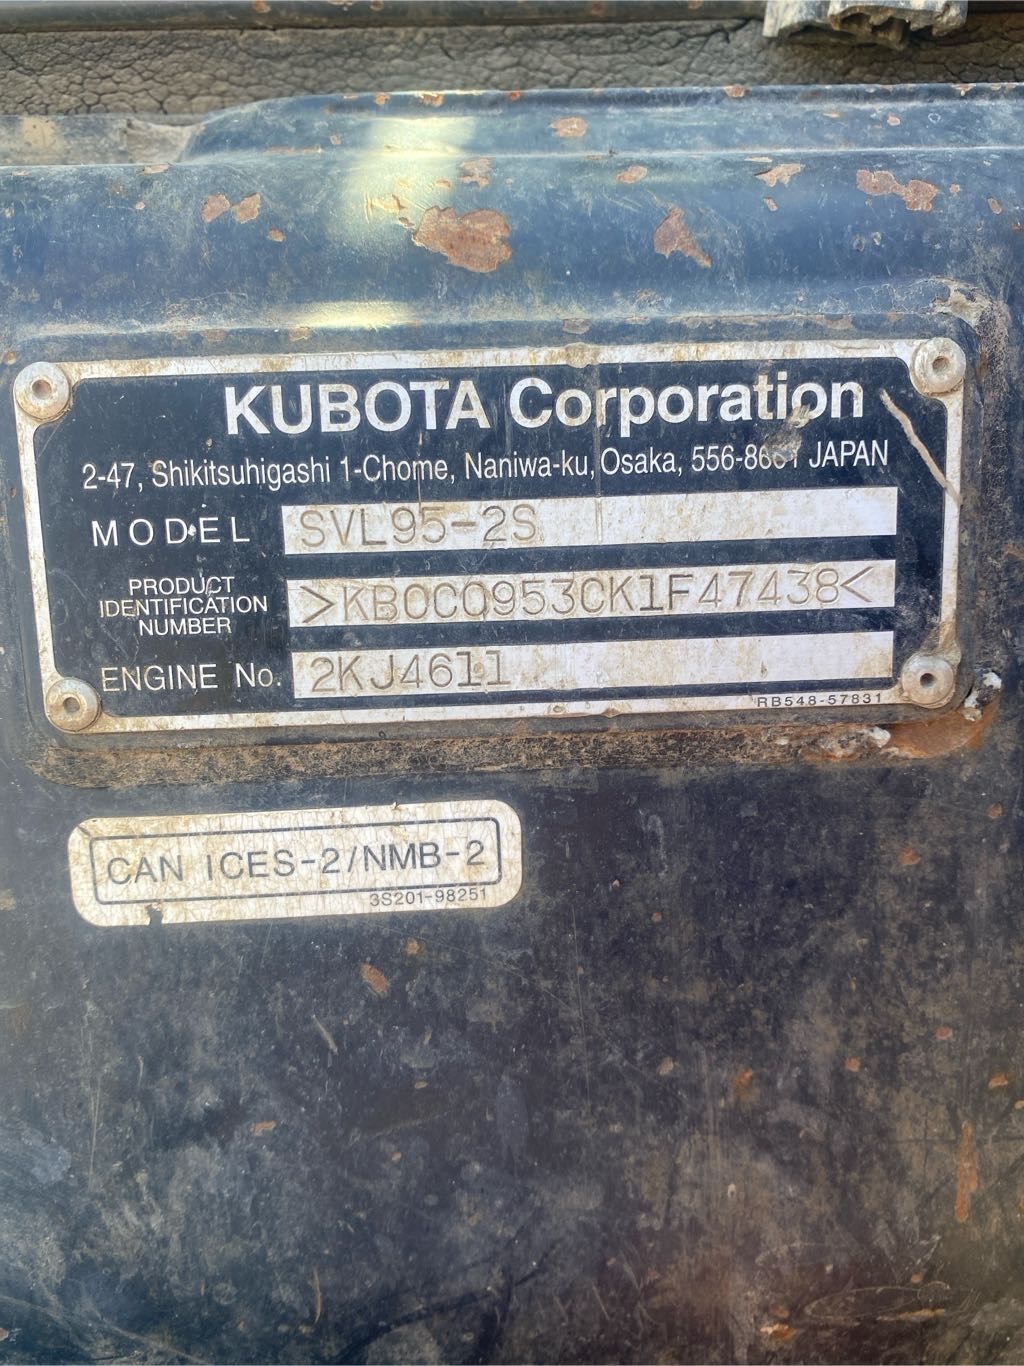 KUBOTA Corporation
2-47, Shikitsuhigashi 1-Chome, Naniwa-ku, Osaka, 556-8601 JAPAN
MODEL SVL95-2S
PRODUCT
IDENTIFICATION
NUMBER
>KBCC0953CK1F47438<
ENGINE No. 2KJ4611
RB548-57831
CAN ICES-2/NMB-2
3S201-98251